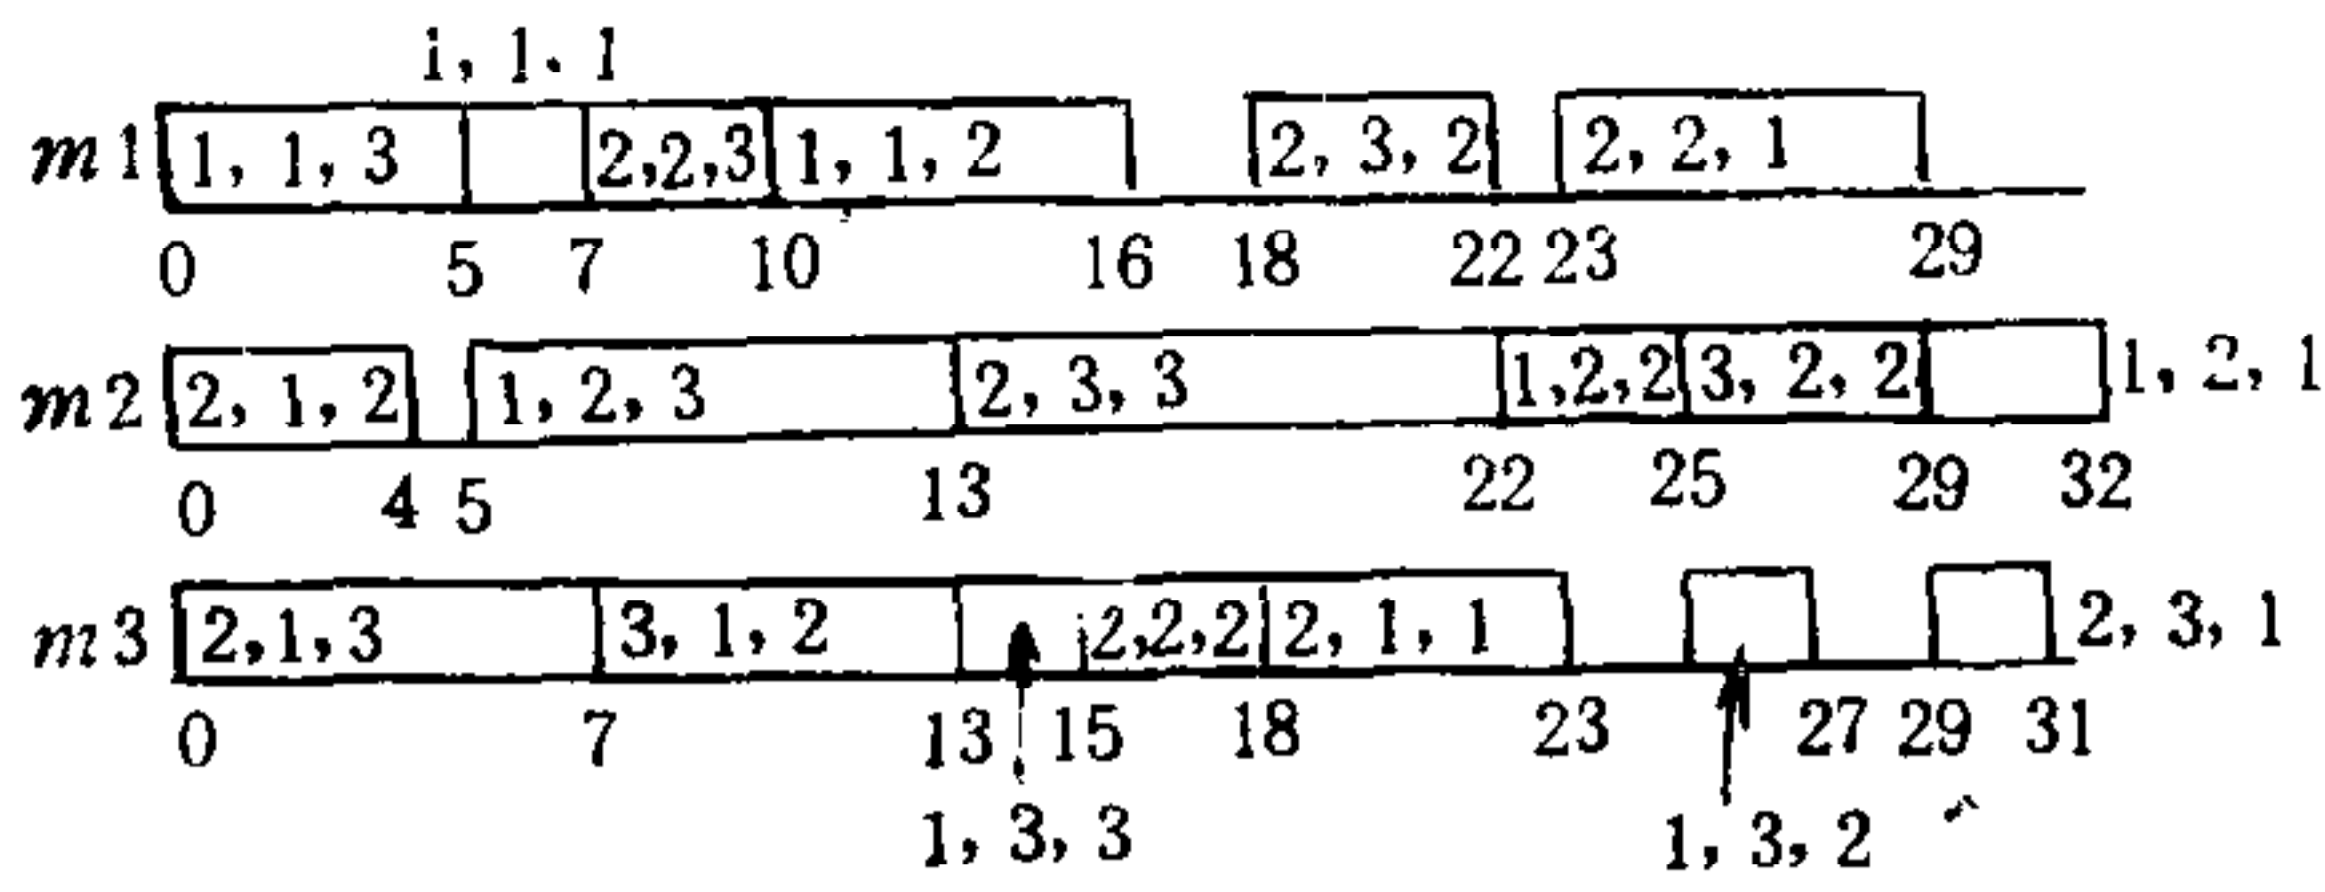 i, 1, 1
m1 1, 1, 3 2,2,3 1, 1, 2 2, 3, 2 2, 2, 1
0 5 7 10 16 18 22 23 29
m2 2, 1, 2 1, 2, 3 2, 3, 3 1,2,2 3, 2, 2 1, 2, 1
0 4 5 13 22 25 29 32
m3 2,1,3 3, 1, 2 2,2,2 2, 1, 1 2, 3, 1
0 7 13 15 18 23 27 29 31
1, 3, 3 1, 3, 2